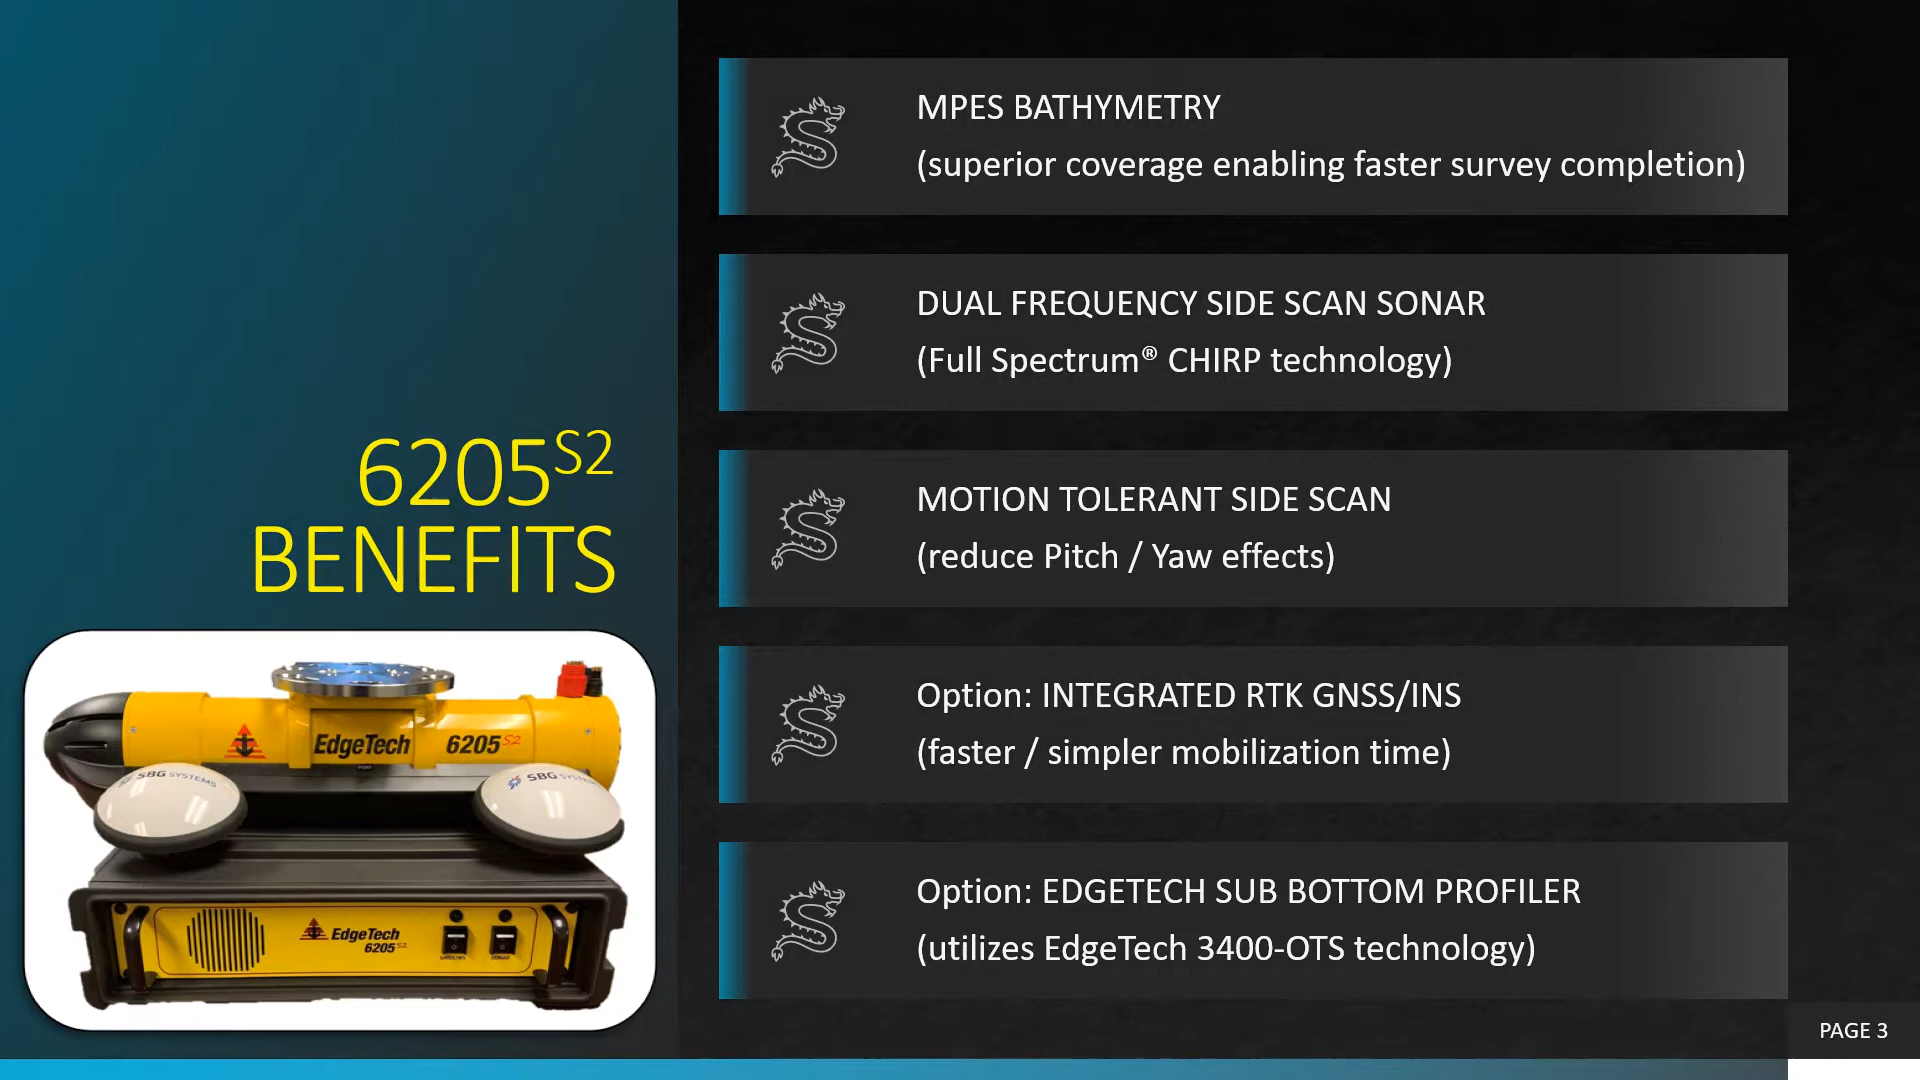 6205S2
BENEFITS
EdgeTech 6205S2
SBG SYSTEMS
SBG SYSTEMS
EdgeTech
6205S2
MPES BATHYMETRY
(superior coverage enabling faster survey completion)
DUAL FREQUENCY SIDE SCAN SONAR
(Full Spectrum® CHIRP technology)
MOTION TOLERANT SIDE SCAN
(reduce Pitch / Yaw effects)
Option: INTEGRATED RTK GNSS/INS
(faster / simpler mobilization time)
Option: EDGETECH SUB BOTTOM PROFILER
(utilizes EdgeTech 3400-OTS technology)
PAGE 3